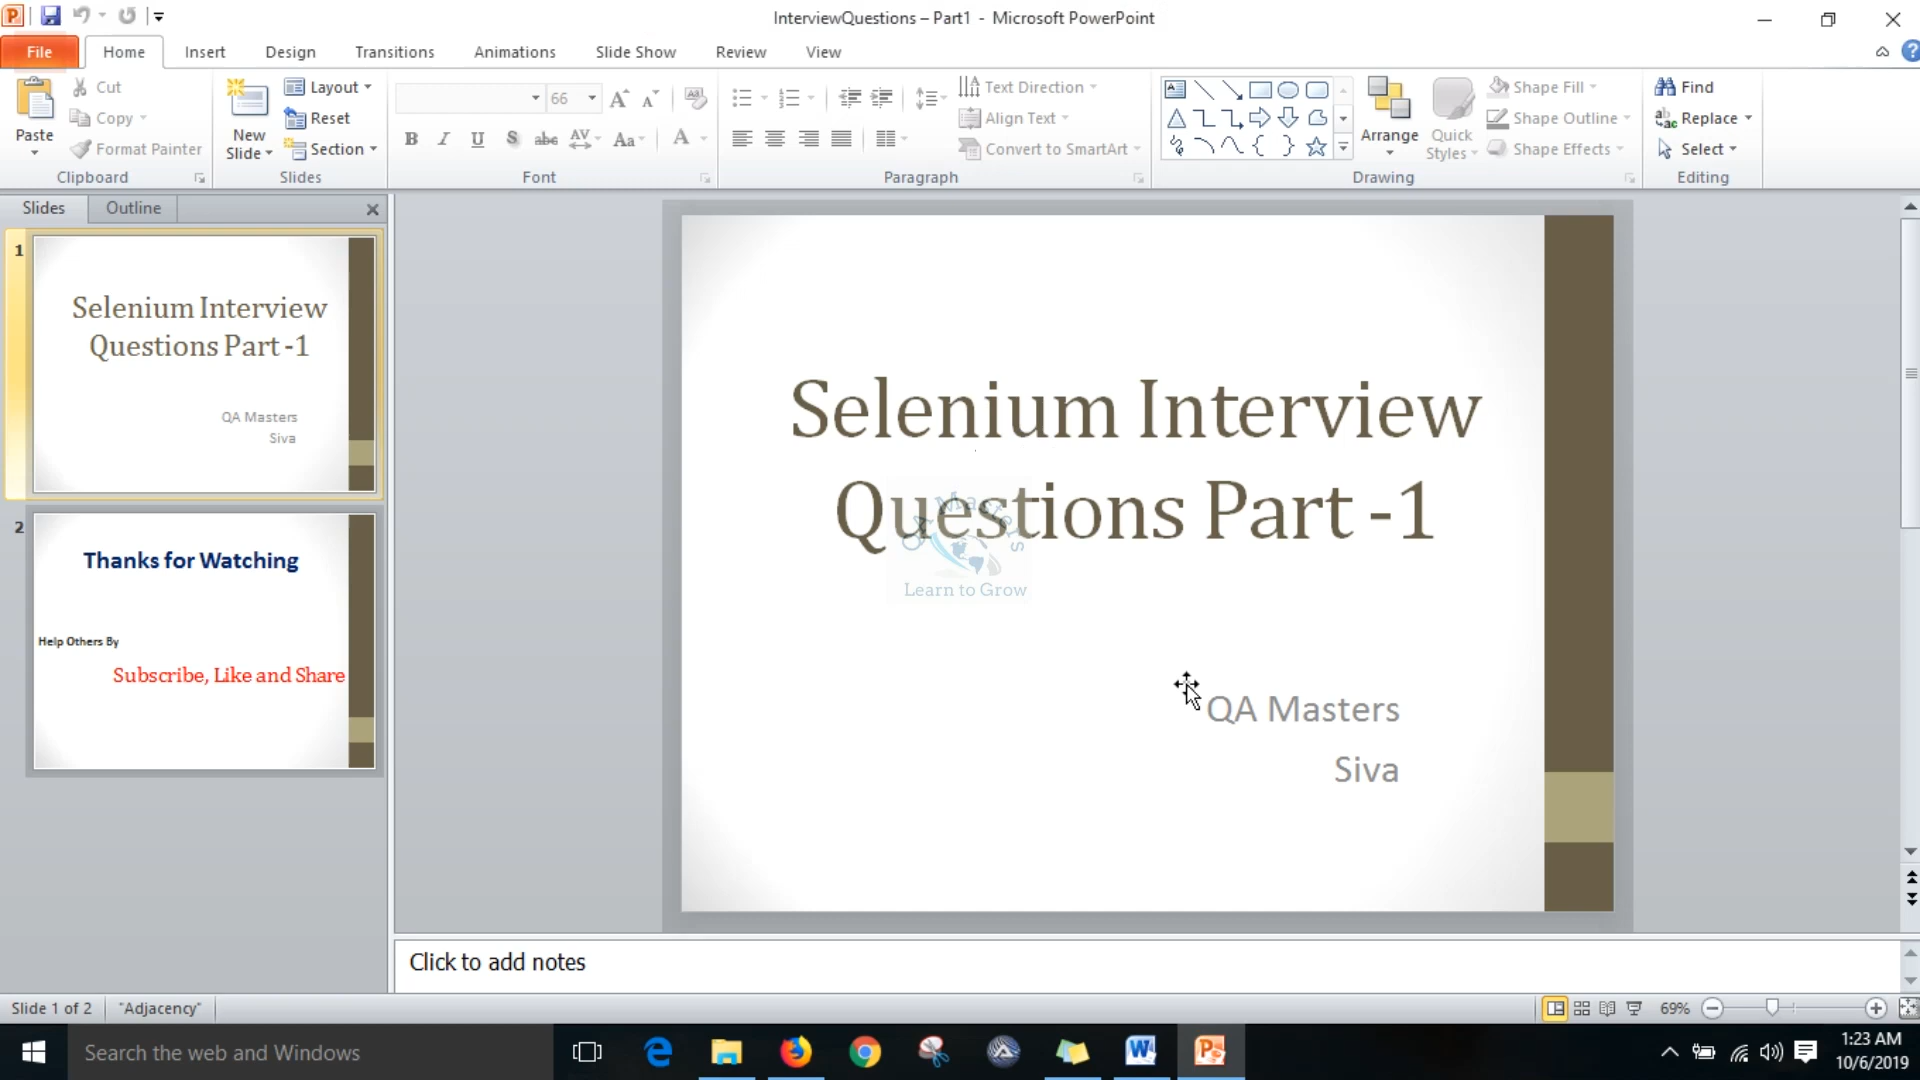 InterviewQuestions – Part1 - Microsoft PowerPoint
File Home Insert Design Transitions Animations Slide Show Review View
Paste
Cut
Copy
Format Painter
Clipboard
New Slide
Layout
Reset
Section
Slides
66
Font
Text Direction
Align Text
Convert to SmartArt
Paragraph
Arrange
Quick Styles
Shape Fill
Shape Outline
Shape Effects
Drawing
Find
Replace
Select
Editing
Slides Outline
1
Selenium Interview
Questions Part -1
QA Masters
Siva
2
Thanks for Watching
Help Others By
Subscribe, Like and Share
Selenium Interview
Questions Part -1
QA Masters
Learn to Grow
QA Masters
Siva
Click to add notes
Slide 1 of 2 "Adjacency" 69%
Search the web and Windows
1:23 AM
10/6/2019